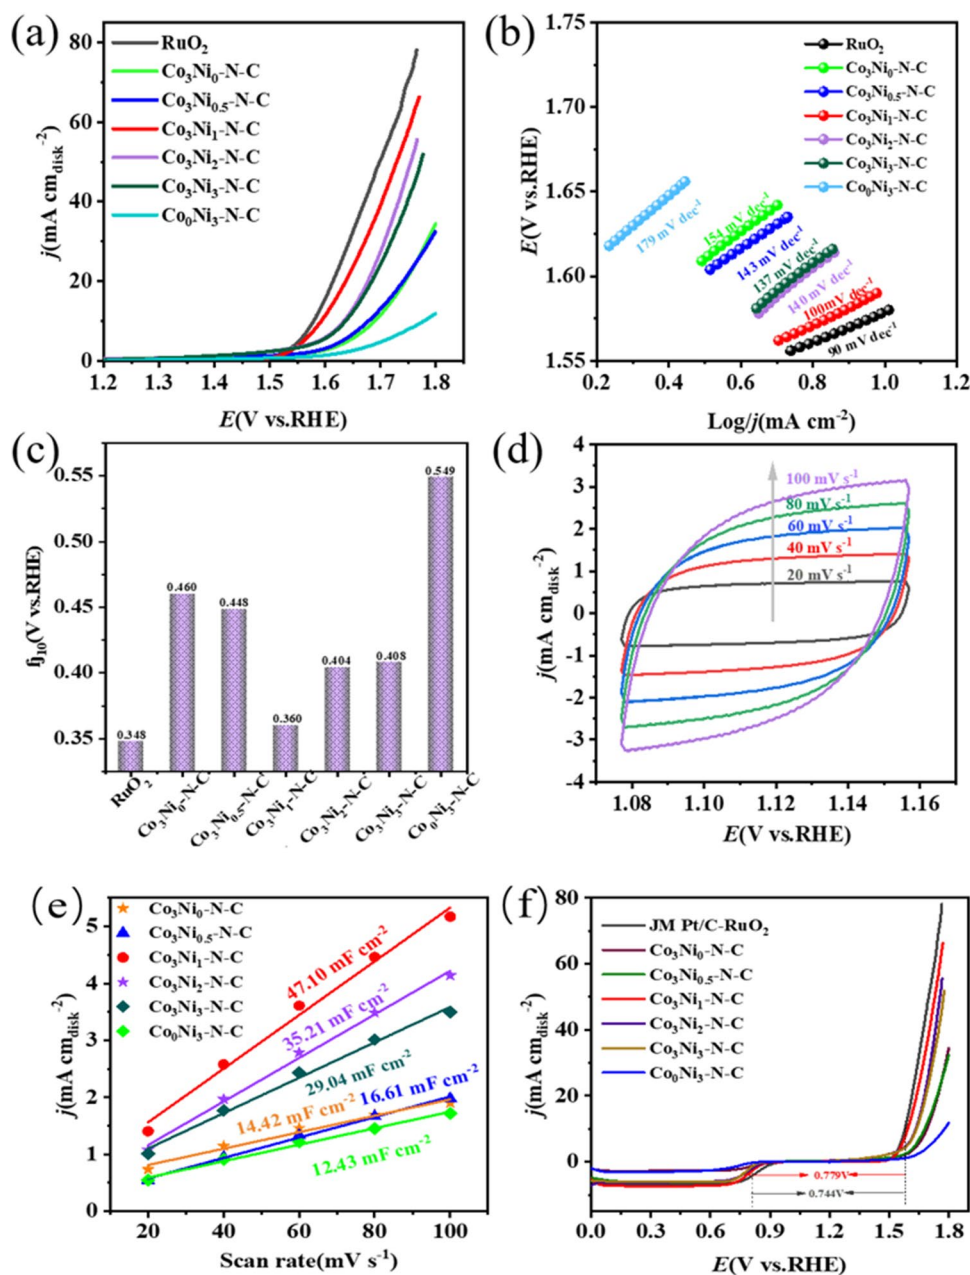 (a)
80
60
40
20
0
j(mA cm_disk^-2)
RuO₂
Co₃Ni₀-N-C
Co₃Ni₀.₅-N-C
Co₃Ni₁-N-C
Co₃Ni₂-N-C
Co₃Ni₃-N-C
Co₀Ni₃-N-C
1.2 1.3 1.4 1.5 1.6 1.7 1.8
E(V vs.RHE)
(b)
1.75
1.70
1.65
1.60
1.55
E(V vs.RHE)
RuO₂
Co₃Ni₀-N-C
Co₃Ni₀.₅-N-C
Co₃Ni₁-N-C
Co₃Ni₂-N-C
Co₃Ni₃-N-C
Co₀Ni₃-N-C
179 mV dec⁻¹
154 mV dec⁻¹
143 mV dec⁻¹
137 mV dec⁻¹
140 mV dec⁻¹
100mV dec⁻¹
90 mV dec⁻¹
0.2 0.4 0.6 0.8 1.0 1.2
Log/j(mA cm⁻²)
(c)
0.55
0.50
0.45
0.40
0.35
fj₁₀(V vs.RHE)
0.348
0.460
0.448
0.360
0.404
0.408
0.549
RuO₂
Co₃Ni₀-N-C
Co₃Ni₀.₅-N-C
Co₃Ni₁-N-C
Co₃Ni₂-N-C
Co₃Ni₃-N-C
Co₀Ni₃-N-C
(d)
4
3
2
1
0
-1
-2
-3
-4
j(mA cm_disk^-2)
100 mV s⁻¹
80 mV s⁻¹
60 mV s⁻¹
40 mV s⁻¹
20 mV s⁻¹
1.08 1.10 1.12 1.14 1.16
E(V vs.RHE)
(e)
5
4
3
2
1
0
j(mA cm_disk^-2)
Co₃Ni₀-N-C
Co₃Ni₀.₅-N-C
Co₃Ni₁-N-C
Co₃Ni₂-N-C
Co₃Ni₃-N-C
Co₀Ni₃-N-C
47.10 mF cm⁻²
35.21 mF cm⁻²
29.04 mF cm⁻²
16.61 mF cm⁻²
14.42 mF cm⁻²
12.43 mF cm⁻²
20 40 60 80 100
Scan rate(mV s⁻¹)
(f)
80
60
40
20
0
j(mA cm_disk^-2)
JM Pt/C-RuO₂
Co₃Ni₀-N-C
Co₃Ni₀.₅-N-C
Co₃Ni₁-N-C
Co₃Ni₂-N-C
Co₃Ni₃-N-C
Co₀Ni₃-N-C
0.779V
0.744V
0.0 0.3 0.6 0.9 1.2 1.5 1.8
E(V vs.RHE)